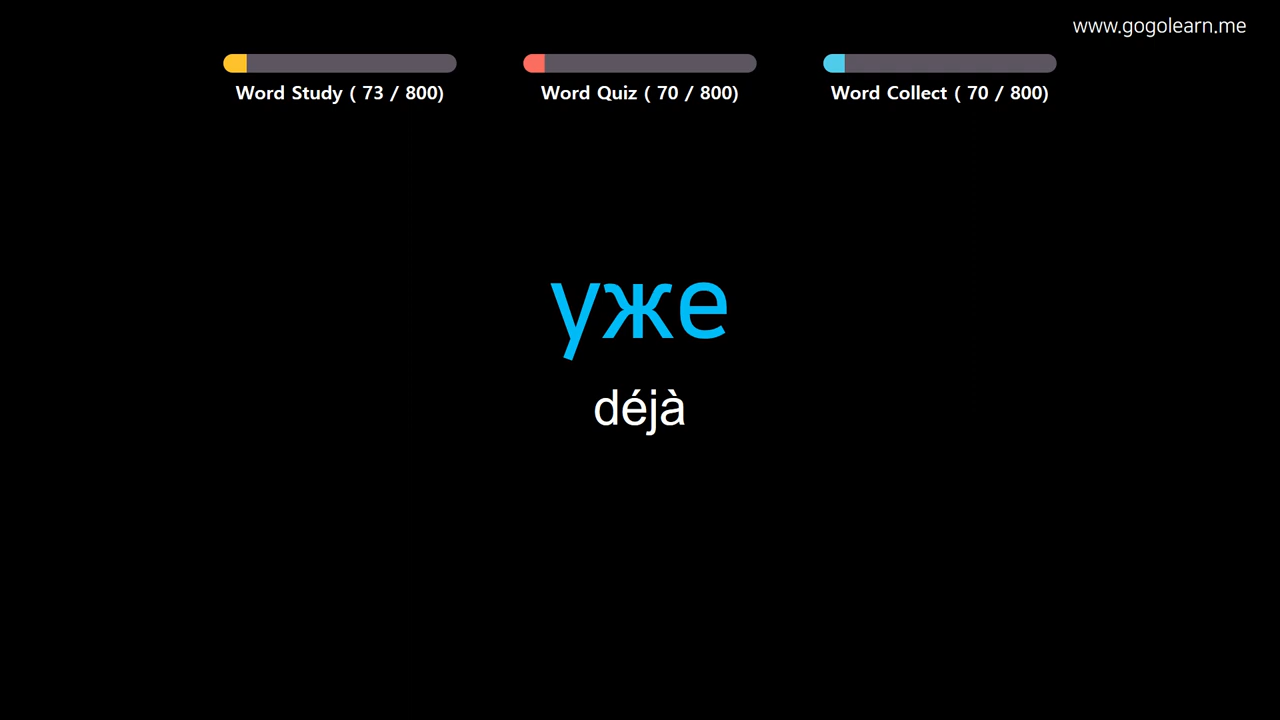 www.gogolearn.me
Word Study ( 73 / 800)
Word Quiz ( 70 / 800)
Word Collect ( 70 / 800)
уже
déjà